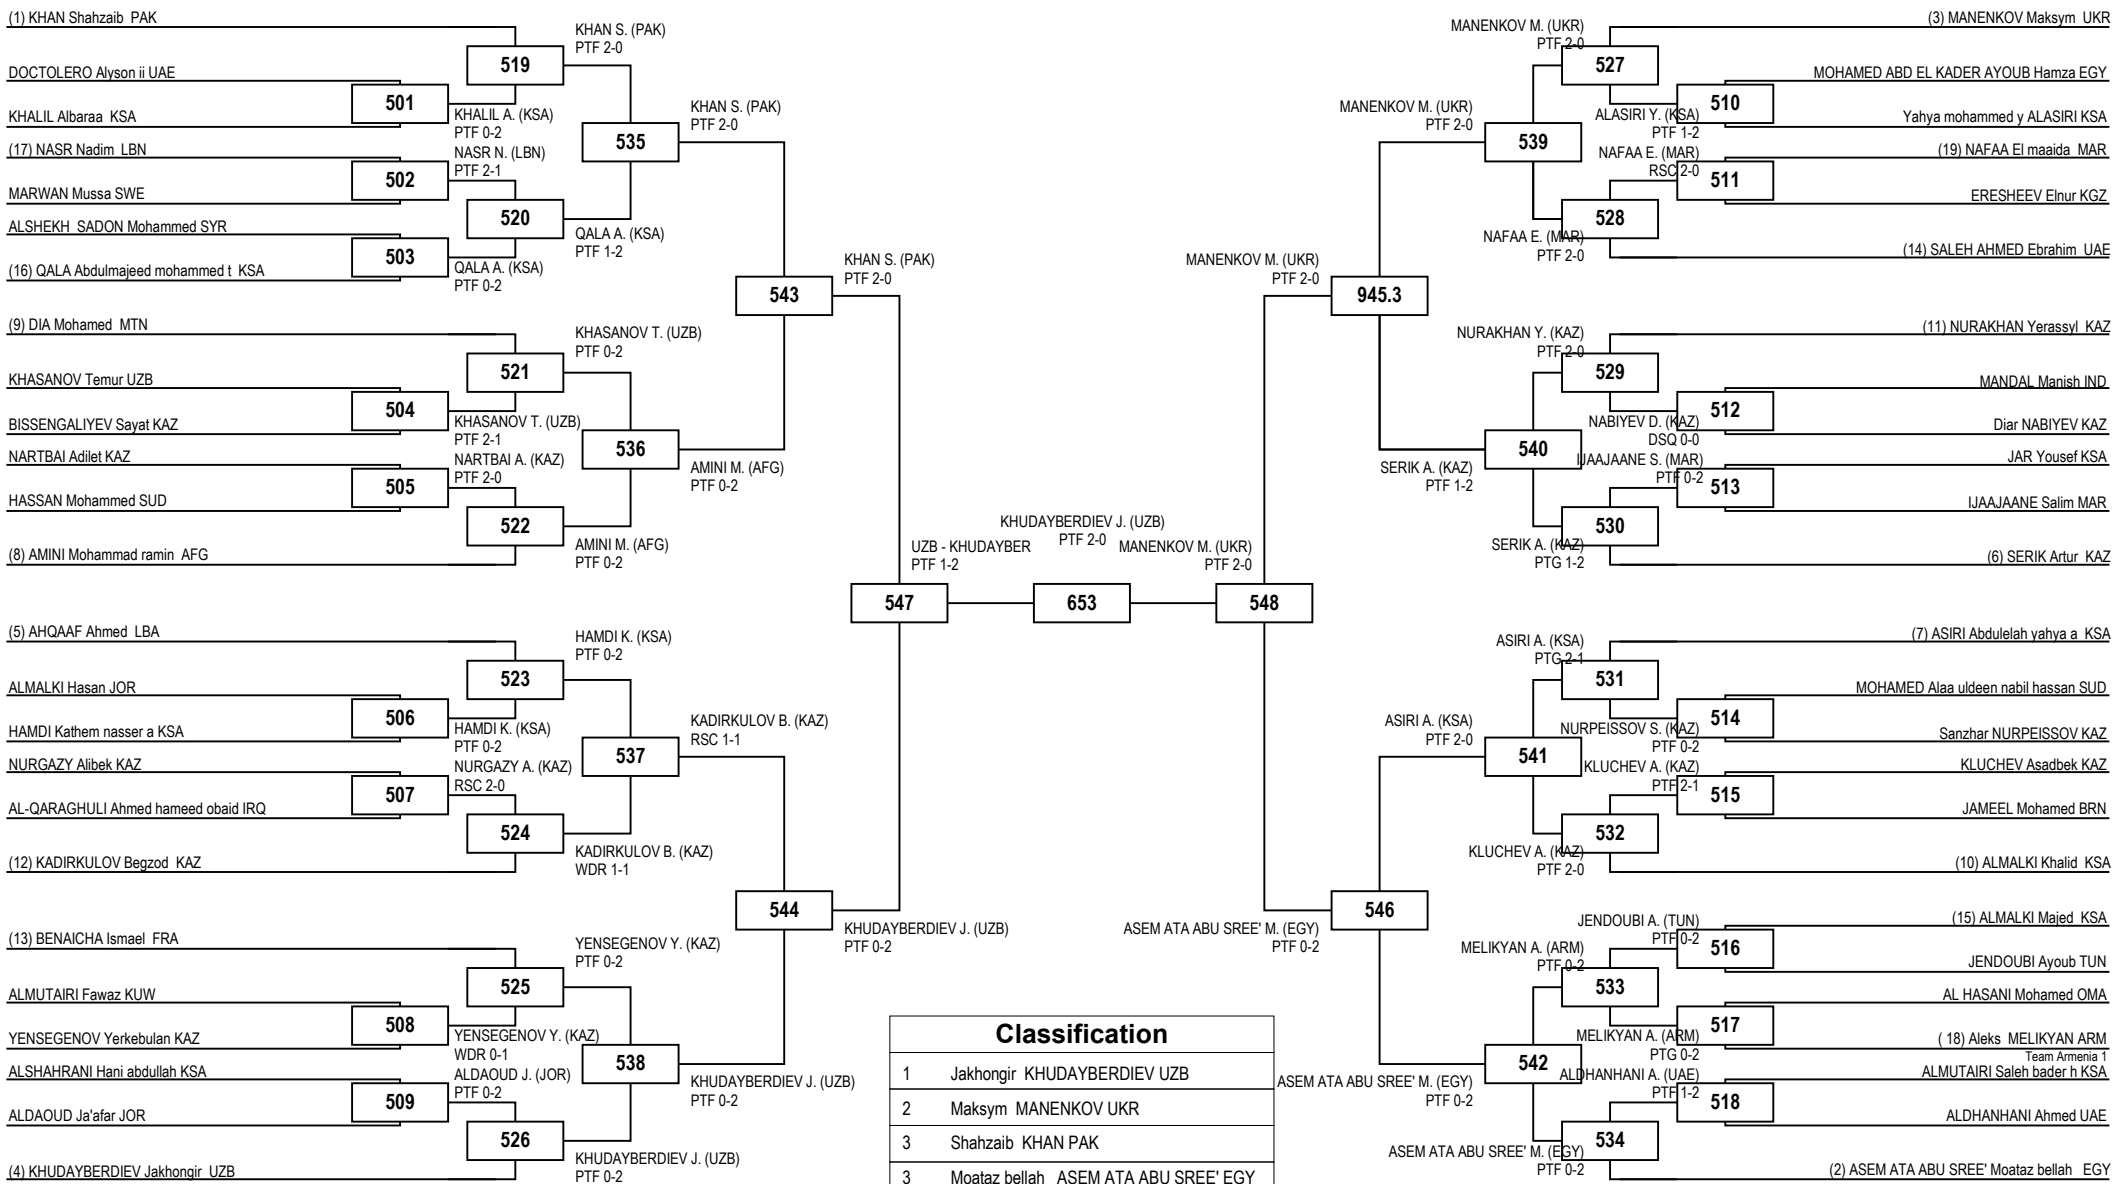 (1) KHAN Shahzaib PAK
DOCTOLERO Alyson ii UAE
KHALIL Albaraa KSA
(17) NASR Nadim LBN
MARWAN Mussa SWE
ALSHEKH SADON Mohammed SYR
(16) QALA Abdulmajeed mohammed t KSA
(9) DIA Mohamed MTN
KHASANOV Temur UZB
BISSENGALIYEV Sayat KAZ
NARTBAI Adilet KAZ
HASSAN Mohammed SUD
(8) AMINI Mohammad ramin AFG
(5) AHQAAF Ahmed LBA
ALMALKI Hasan JOR
HAMDI Kathem nasser a KSA
NURGAZY Alibek KAZ
AL-QARAGHULI Ahmed hameed obaid IRQ
(12) KADIRKULOV Begzod KAZ
(13) BENAICHA Ismael FRA
ALMUTAIRI Fawaz KUW
YENSEGENOV Yerkebulan KAZ
ALSHAHRANI Hani abdullah KSA
ALDAOUD Ja'afar JOR
(4) KHUDAYBERDIEV Jakhongir UZB
501
KHALIL A. (KSA)
PTF 0-2
NASR N. (LBN)
PTF 2-1
502
503
QALA A. (KSA)
PTF 0-2
504
KHASANOV T. (UZB)
PTF 2-1
NARTBAI A. (KAZ)
PTF 2-0
505
506
HAMDI K. (KSA)
PTF 0-2
NURGAZY A. (KAZ)
RSC 2-0
507
508
YENSEGENOV Y. (KAZ)
WDR 0-1
ALDAOUD J. (JOR)
PTF 0-2
509
KHAN S. (PAK)
PTF 2-0
519
520
QALA A. (KSA)
PTF 1-2
KHASANOV T. (UZB)
PTF 0-2
521
522
AMINI M. (AFG)
PTF 0-2
HAMDI K. (KSA)
PTF 0-2
523
524
KADIRKULOV B. (KAZ)
WDR 1-1
YENSEGENOV Y. (KAZ)
PTF 0-2
525
526
KHUDAYBERDIEV J. (UZB)
PTF 0-2
KHAN S. (PAK)
PTF 2-0
535
536
AMINI M. (AFG)
PTF 0-2
KADIRKULOV B. (KAZ)
RSC 1-1
537
538
KHUDAYBERDIEV J. (UZB)
PTF 0-2
KHAN S. (PAK)
PTF 2-0
543
544
KHUDAYBERDIEV J. (UZB)
PTF 0-2
UZB - KHUDAYBER
PTF 1-2
547
KHUDAYBERDIEV J. (UZB)
PTF 2-0
653
MANENKOV M. (UKR)
PTF 2-0
548
MANENKOV M. (UKR)
PTF 2-0
945.3
ASEM ATA ABU SREE' M. (EGY)
PTF 0-2
546
MANENKOV M. (UKR)
PTF 2-0
539
540
SERIK A. (KAZ)
PTF 1-2
ASIRI A. (KSA)
PTF 2-0
541
542
ASEM ATA ABU SREE' M. (EGY)
PTF 0-2
MANENKOV M. (UKR)
PTF 2-0
527
528
NAFAA E. (MAR)
PTF 2-0
NURAKHAN Y. (KAZ)
PTF 2-0
529
530
SERIK A. (KAZ)
PTG 1-2
ASIRI A. (KSA)
PTG 2-1
531
532
KLUCHEV A. (KAZ)
PTF 2-0
MELIKYAN A. (ARM)
PTF 0-2
533
534
ASEM ATA ABU SREE' M. (EGY)
PTF 0-2
510
ALASIRI Y. (KSA)
PTF 1-2
NAFAA E. (MAR)
RSC 2-0
511
512
NABIYEV D. (KAZ)
DSQ 0-0
IJAAJAANE S. (MAR)
PTF 0-2
513
514
NURPEISSOV S. (KAZ)
PTF 0-2
KLUCHEV A. (KAZ)
PTF 2-1
515
JENDOUBI A. (TUN)
PTF 0-2
516
517
MELIKYAN A. (ARM)
PTG 0-2
ALDHANHANI A. (UAE)
PTF 1-2
518
(3) MANENKOV Maksym UKR
MOHAMED ABD EL KADER AYOUB Hamza EGY
Yahya mohammed y ALASIRI KSA
(19) NAFAA El maaida MAR
ERESHEEV Elnur KGZ
(14) SALEH AHMED Ebrahim UAE
(11) NURAKHAN Yerassyl KAZ
MANDAL Manish IND
Diar NABIYEV KAZ
JAR Yousef KSA
IJAAJAANE Salim MAR
(6) SERIK Artur KAZ
(7) ASIRI Abdulelah yahya a KSA
MOHAMED Alaa uldeen nabil hassan SUD
Sanzhar NURPEISSOV KAZ
KLUCHEV Asadbek KAZ
JAMEEL Mohamed BRN
(10) ALMALKI Khalid KSA
(15) ALMALKI Majed KSA
JENDOUBI Ayoub TUN
AL HASANI Mohamed OMA
( 18) Aleks MELIKYAN ARM
Team Armenia 1
ALMUTAIRI Saleh bader h KSA
ALDHANHANI Ahmed UAE
(2) ASEM ATA ABU SREE' Moataz bellah EGY
Classification
1 Jakhongir KHUDAYBERDIEV UZB
2 Maksym MANENKOV UKR
3 Shahzaib KHAN PAK
3 Moataz bellah ASEM ATA ABU SREE' EGY